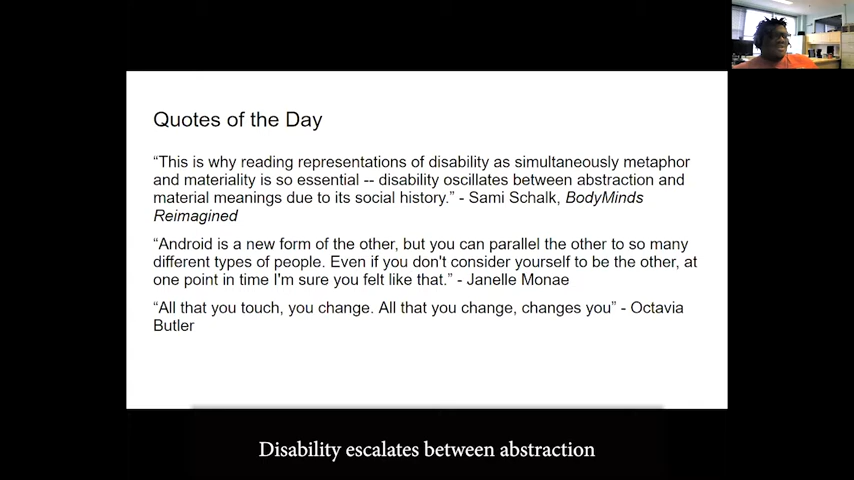 Quotes of the Day
“This is why reading representations of disability as simultaneously metaphor
and materiality is so essential -- disability oscillates between abstraction and
material meanings due to its social history.” - Sami Schalk, BodyMinds
Reimagined
“Android is a new form of the other, but you can parallel the other to so many
different types of people. Even if you don't consider yourself to be the other, at
one point in time I'm sure you felt like that.” - Janelle Monae
“All that you touch, you change. All that you change, changes you” - Octavia
Butler
Disability escalates between abstraction